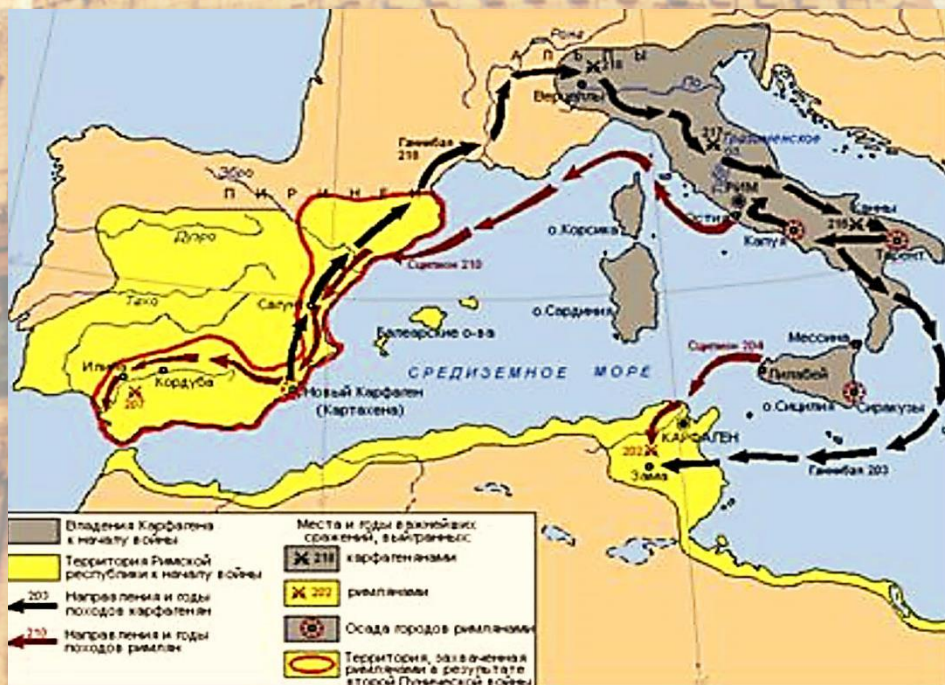 Рона
А Л Ь П Ы
218
Верцеллы
По
Ганнибал
218
217
Тразименское
оз.
Эбро
П И Р И Н Е И
РИМ
Остия
Канны
216
Дуэро
о.Корсика
Капуя
Тарент
Сципион 210
Тахо
Сагунт
о.Сардиния
Балеарские о-ва
Мессина
Сципион 204
Илипа
Кордуба
СРЕДИЗЕМНОЕ МОРЕ
Лилабей
Новый Карфаген
(Картахена)
о.Сицилия
Сиракузы
КАРФАГЕН
202
Зама
Ганнибал 203
Владения Карфагена
к началу войны
Территория Римской
республики к началу войны
203
Направления и годы
походов карфагенян
210
Направления и годы
походов римлян
Места и годы важнейших
сражений, выигранных:
218
карфагенянами
202
римлянами
Осада городов римлянами
Территория, захваченная
римлянами в результате
второй Пунической войны